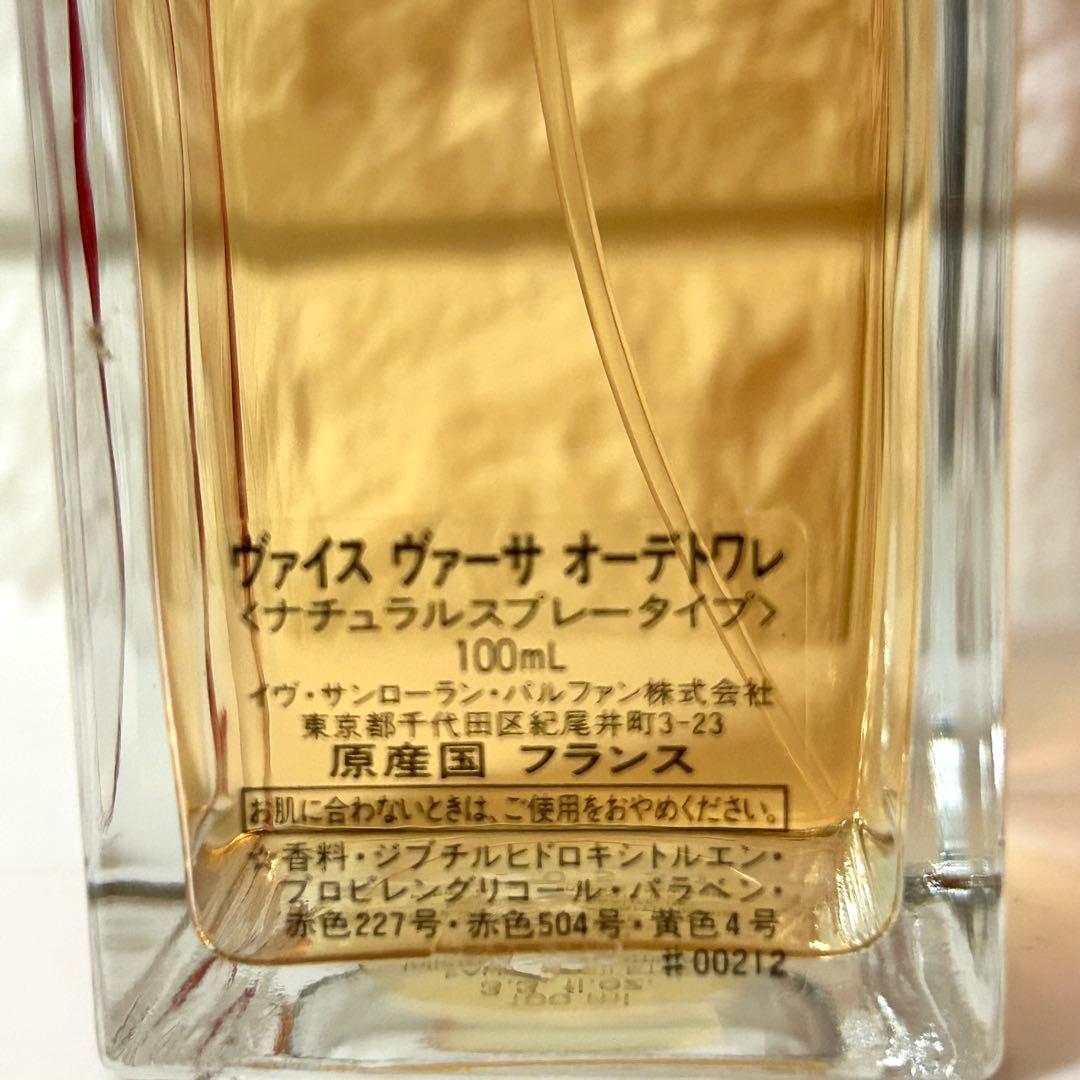 ヴァイス ヴァーサ オーデトワレ
<ナチュラルスプレータイプ>
100mL
イヴ・サンローラン・パルファン株式会社
東京都千代田区紀尾井町3-23
原産国 フランス
お肌に合わないときは、ご使用をおやめください。
☆香料・ジブチルヒドロキシトルエン・
プロピレングリコール・パラベン・
赤色227号・赤色504号・黄色4号
#00212